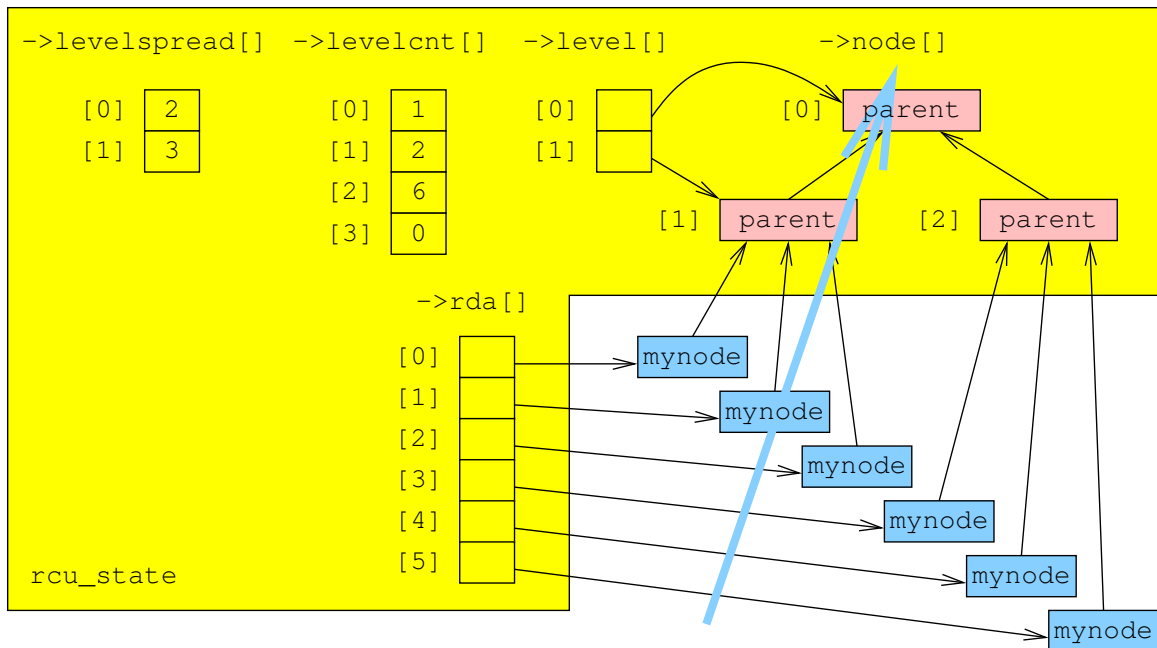 ->levelspread[] ->levelcnt[] ->level[] ->node[]
[0] 2 [0] 1 [0] [0] parent
[1] 3 [1] 2 [1]
[2] 6
[1] parent [2] parent
[3] 0
->rda[]
[0] mynode
[1] mynode
[2] mynode
[3] mynode
[4] mynode
[5] mynode
rcu_state